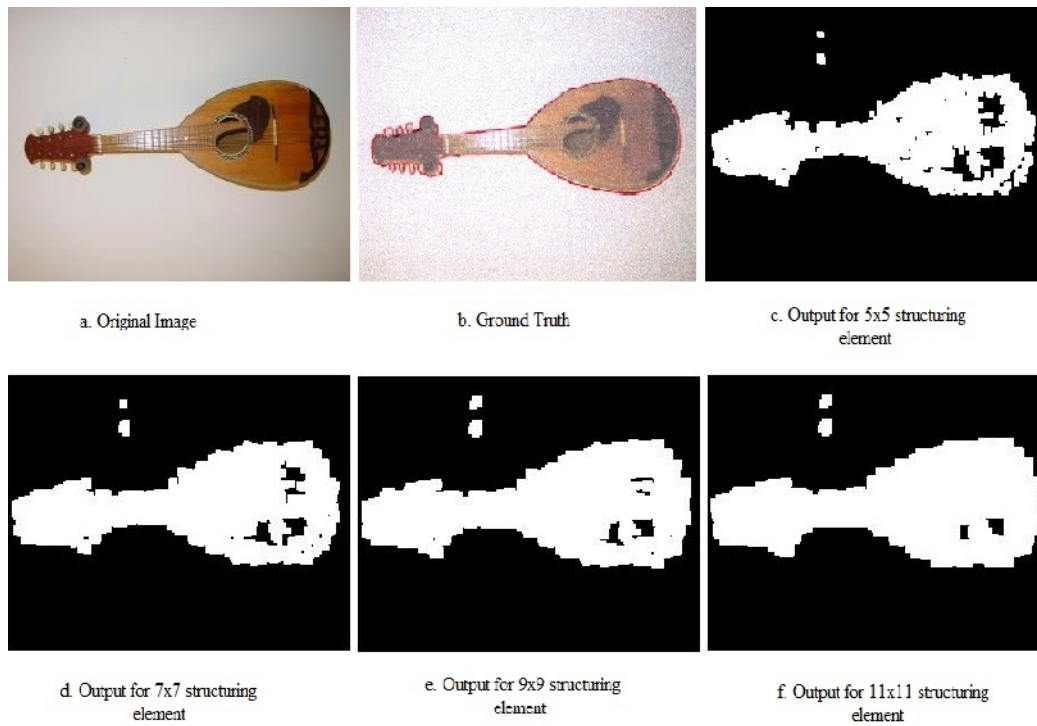 a. Original Image
b. Ground Truth
c. Output for 5x5 structuring
element
d. Output for 7x7 structuring
element
e. Output for 9x9 structuring
element
f. Output for 11x11 structuring
element